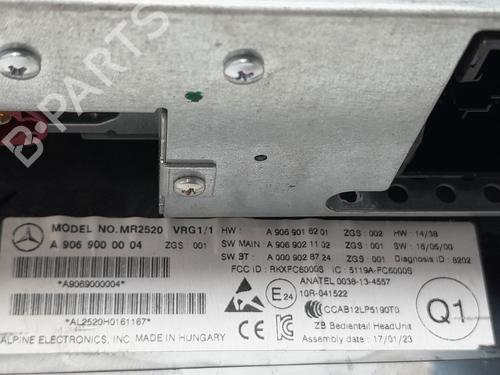 B-PARTS
MODEL NO.MR2520 VRG1/1 HW: A 906 901 62 01 ZGS: 002 HW: 14/38
A 906 900 00 04 ZGS 001 SW MAIN: A 906 902 11 02 ZGS: 001 SW: 16/05/00
SW BT: A 000 902 87 24 ZGS: 001 Diagnosis ID: 8202
FCC ID: RKXFC6000S IC: 5119A-FC6000S
*A9069000004*
ANATEL 0038-13-4557
E24 10R-041522
CCAB12LP5190T0
Q1
*AL2520H0161167*
ZB Bedienteil HeadUnit
ALPINE ELECTRONICS, INC. MADE IN HUNGARY
Assembly date: 17/01/23